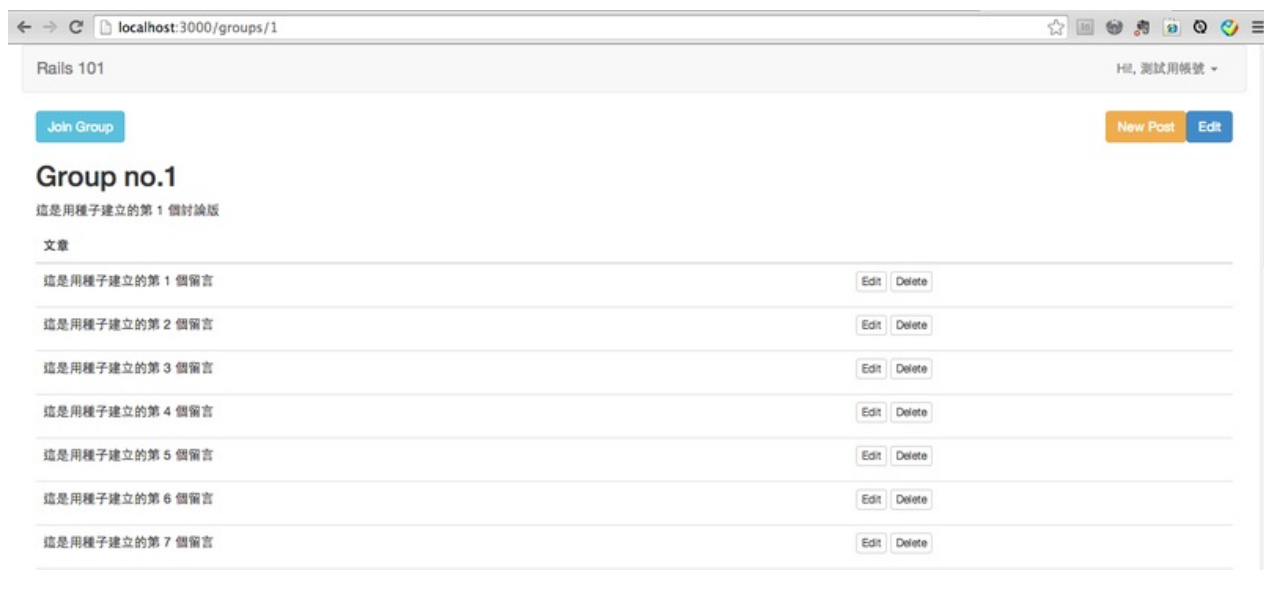 localhost:3000/groups/1
Rails 101
Hi!, 測試用帳號
Join Group
New Post Edit
Group no.1
這是用種子建立的第 1 個討論版
文章
這是用種子建立的第 1 個留言 Edit Delete
這是用種子建立的第 2 個留言 Edit Delete
這是用種子建立的第 3 個留言 Edit Delete
這是用種子建立的第 4 個留言 Edit Delete
這是用種子建立的第 5 個留言 Edit Delete
這是用種子建立的第 6 個留言 Edit Delete
這是用種子建立的第 7 個留言 Edit Delete